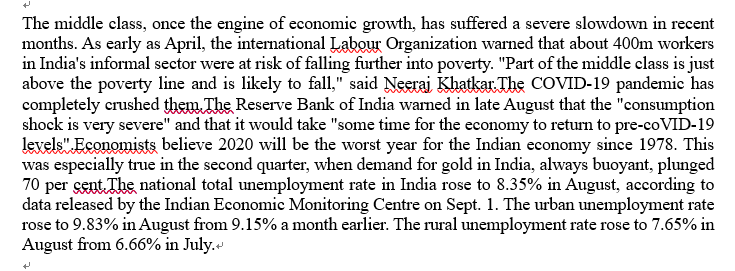 The middle class, once the engine of economic growth, has suffered a severe slowdown in recent
months. As early as April, the international Labour Organization warned that about 400m workers
in India's informal sector were at risk of falling further into poverty. "Part of the middle class is just
above the poverty line and is likely to fall," said Neeraj Khatkar.The COVID-19 pandemic has
completely crushed them.The Reserve Bank of India warned in late August that the "consumption
shock is very severe" and that it would take "some time for the economy to return to pre-coVID-19
levels".Economists believe 2020 will be the worst year for the Indian economy since 1978. This
was especially true in the second quarter, when demand for gold in India, always buoyant, plunged
70 per cent.The national total unemployment rate in India rose to 8.35% in August, according to
data released by the Indian Economic Monitoring Centre on Sept. 1. The urban unemployment rate
rose to 9.83% in August from 9.15% a month earlier. The rural unemployment rate rose to 7.65% in
August from 6.66% in July.